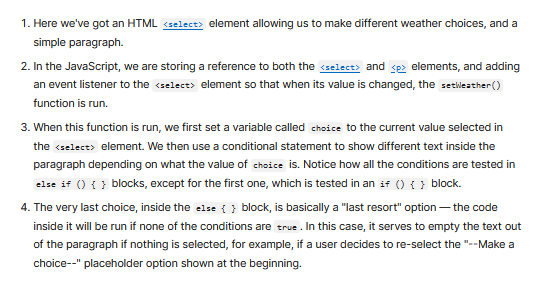 1. Here we've got an HTML <select> element allowing us to make different weather choices, and a
simple paragraph.
2. In the JavaScript, we are storing a reference to both the <select> and <p> elements, and adding
an event listener to the <select> element so that when its value is changed, the setWeather()
function is run.
3. When this function is run, we first set a variable called choice to the current value selected in
the <select> element. We then use a conditional statement to show different text inside the
paragraph depending on what the value of choice is. Notice how all the conditions are tested in
else if () { } blocks, except for the first one, which is tested in an if () { } block.
4. The very last choice, inside the else { } block, is basically a "last resort" option — the code
inside it will be run if none of the conditions are true. In this case, it serves to empty the text out
of the paragraph if nothing is selected, for example, if a user decides to re-select the "--Make a
choice--" placeholder option shown at the beginning.